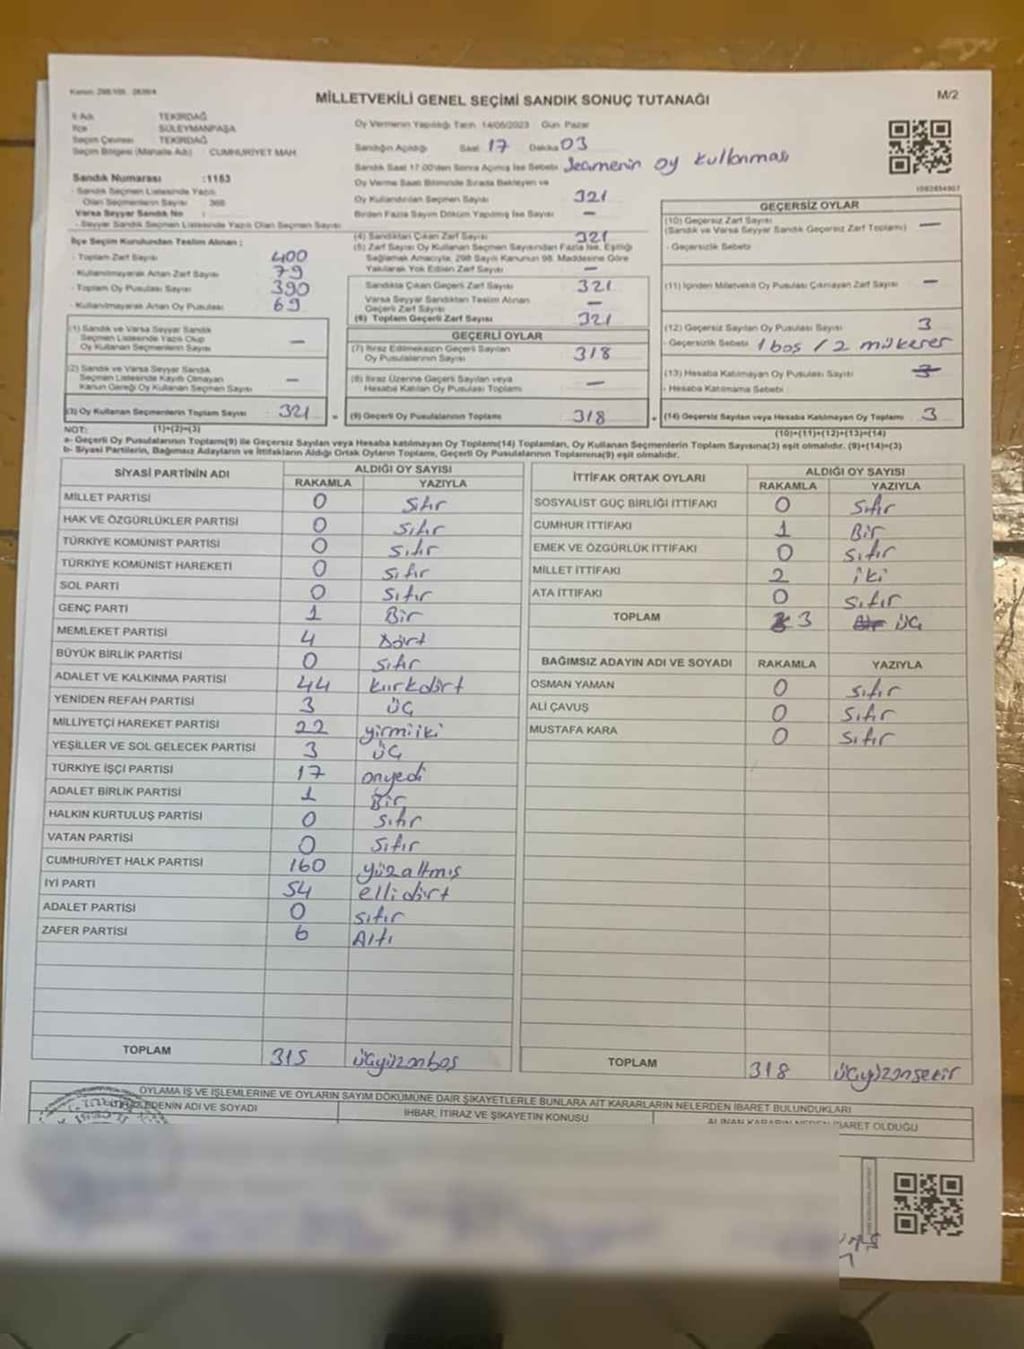 MİLLETVEKİLİ GENEL SEÇİMİ SANDIK SONUÇ TUTANAĞI
M/2
İl Adı TEKİRDAĞ
İlçe SÜLEYMANPAŞA
Seçim Çevresi TEKİRDAĞ
Seçim Bölgesi (Mahalle Adı) : CUMHURİYET MAH.
Sandık Numarası :1153
- Sandık Seçmen Listesinde Yazılı
Olan Seçmen Sayısı : 368
Varsa Seyyar Sandık No :
- Seyyar Sandık Seçmen Listesinde Yazılı Olan Seçmen Sayısı
İlçe Seçim Kurulundan Teslim Alınan :
- Toplam Zarf Sayısı 400
- Kullanılmayarak Artan Zarf Sayısı 79
- Toplam Oy Pusulası Sayısı 390
- Kullanılmayarak Artan Oy Pusulası 69
(1) Sandık ve Varsa Seyyar Sandık
Seçmen Listesinde Yazılı Olup
Oy Kullanan Seçmenlerin Sayısı —
(2) Sandık ve Varsa Seyyar Sandık
Seçmen Listesinde Kayıtlı Olmayan
Kanun Gereği Oy Kullanan Seçmen Sayısı —
(3) Oy Kullanan Seçmenlerin Toplam Sayısı 321
(1)+(2)=(3)
Oy Vermenin Yapıldığı Tarih 14/05/2023 Gün Pazar
Sandığın Açıldığı Saat 17 Dakika 03
Sandık Saat 17.00'den Sonra Açılmış İse Sebebi
oy kullanması
Oy Verme Saati Bitiminde Sırada Bekleyen ve
Oy Kullandırılan Seçmen Sayısı 321
Birden Fazla Sayım Döküm Yapılmış İse Sayısı —
(4) Sandıktan Çıkan Zarf Sayısı 321
(5) Zarf Sayısı Oy Kullanan Seçmen Sayısından Fazla İse, Eşitliği
Sağlamak Amacıyla, 298 Sayılı Kanunun 98. Maddesine Göre
Yakılarak Yok Edilen Zarf Sayısı —
Sandıkta Çıkan Geçerli Zarf Sayısı 321
Varsa Seyyar Sandıktan Teslim Alınan
Geçerli Zarf Sayısı —
(6) Toplam Geçerli Zarf Sayısı 321
GEÇERLİ OYLAR
(7) İtiraz Edilmeksizin Geçerli Sayılan
Oy Pusulalarının Sayısı 318
(8) İtiraz Üzerine Geçerli Sayılan veya
Hesaba Katılan Oy Pusulası Toplamı —
(9) Geçerli Oy Pusulalarının Toplamı 318
GEÇERSİZ OYLAR
(10) Geçersiz Zarf Sayısı —
(Sandık ve Varsa Seyyar Sandık Geçersiz Zarf Toplamı)
- Geçersizlik Sebebi
(11) İçinden Milletvekili Oy Pusulası Çıkmayan Zarf Sayısı —
(12) Geçersiz Sayılan Oy Pusulası Sayısı 3
- Geçersizlik Sebebi 1 boş / 2 mükerer
(13) Hesaba Katılmayan Oy Pusulası Sayısı
- Hesaba Katılmama Sebebi
(14) Geçersiz Sayılan veya Hesaba Katılmayan Oy Toplamı 3
(10)+(11)+(12)+(13)=(14)
NOT:
a- Geçerli Oy Pusulalarının Toplamı(9) ile Geçersiz Sayılan veya Hesaba katılmayan Oy Toplamı(14) Toplamları, Oy Kullanan Seçmenlerin Toplam Sayısına(3) eşit olmalıdır. (9)+(14)=(3)
b- Siyasi Partilerin, Bağımsız Adayların ve İttifakların Aldığı Ortak Oyların Toplamı, Geçerli Oy Pusulalarının Toplamına(9) eşit olmalıdır.
SİYASİ PARTİNİN ADI ALDIĞI OY SAYISI
RAKAMLA YAZIYLA
MİLLET PARTİSİ 0 Sıfır
HAK VE ÖZGÜRLÜKLER PARTİSİ 0 Sıfır
TÜRKİYE KOMÜNİST PARTİSİ 0 Sıfır
TÜRKİYE KOMÜNİST HAREKETİ 0 Sıfır
SOL PARTİ 0 Sıfır
GENÇ PARTİ 1 Bir
MEMLEKET PARTİSİ 4 Dört
BÜYÜK BİRLİK PARTİSİ 0 Sıfır
ADALET VE KALKINMA PARTİSİ 44 kırkdört
YENİDEN REFAH PARTİSİ 3 üç
MİLLİYETÇİ HAREKET PARTİSİ 22 yirmiiki
YEŞİLLER VE SOL GELECEK PARTİSİ 3 üç
TÜRKİYE İŞÇİ PARTİSİ 17 onyedi
ADALET BİRLİK PARTİSİ 1 Bir
HALKIN KURTULUŞ PARTİSİ 0 Sıfır
VATAN PARTİSİ 0 Sıfır
CUMHURİYET HALK PARTİSİ 160 yüzaltmış
İYİ PARTİ 54 ellidört
ADALET PARTİSİ 0 Sıfır
ZAFER PARTİSİ 6 Altı
TOPLAM 315 üçyüzonbeş
İTTİFAK ORTAK OYLARI ALDIĞI OY SAYISI
RAKAMLA YAZIYLA
SOSYALİST GÜÇ BİRLİĞİ İTTİFAKI 0 Sıfır
CUMHUR İTTİFAKI 1 Bir
EMEK VE ÖZGÜRLÜK İTTİFAKI 0 Sıfır
MİLLET İTTİFAKI 2 iki
ATA İTTİFAKI 0 Sıfır
TOPLAM 3 üç
BAĞIMSIZ ADAYIN ADI VE SOYADI RAKAMLA YAZIYLA
OSMAN YAMAN 0 Sıfır
ALİ ÇAVUŞ 0 Sıfır
MUSTAFA KARA 0 Sıfır
TOPLAM 318 üçyüzonsekiz
OYLAMA İŞ VE İŞLEMLERİNE VE OYLARIN SAYIM DÖKÜMÜNE DAİR ŞİKAYETLERLE BUNLARA AİT KARARLARIN NELERDEN İBARET BULUNDUKLARI
EDENİN ADI VE SOYADI İHBAR, İTİRAZ VE ŞİKAYETİN KONUSU
İBARET OLDUĞU